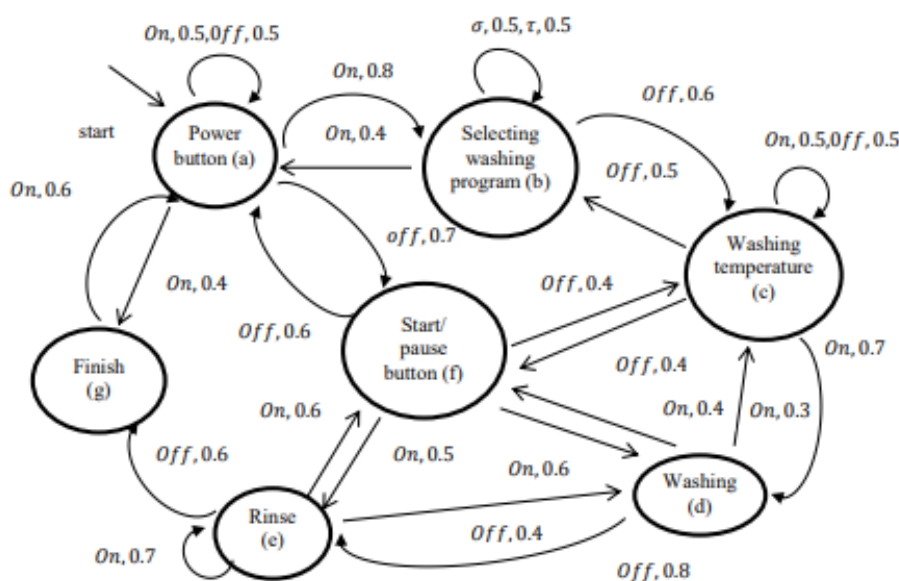 On, 0.5,0ff, 0.5
σ, 0.5, τ, 0.5
On, 0.8
Off, 0.6
start
Power
button (a)
On, 0.4
Selecting
washing
program (b)
On, 0.5,0ff, 0.5
Off, 0.5
On, 0.6
off, 0.7
Washing
temperature
(c)
On, 0.4
Off, 0.4
Off, 0.6
Start/
pause
button (f)
Finish
(g)
Off, 0.4
On, 0.7
On, 0.6
On, 0.4
On, 0.3
Off, 0.6
On, 0.5
On, 0.6
Washing
(d)
Rinse
(e)
Off, 0.4
On, 0.7
Off, 0.8